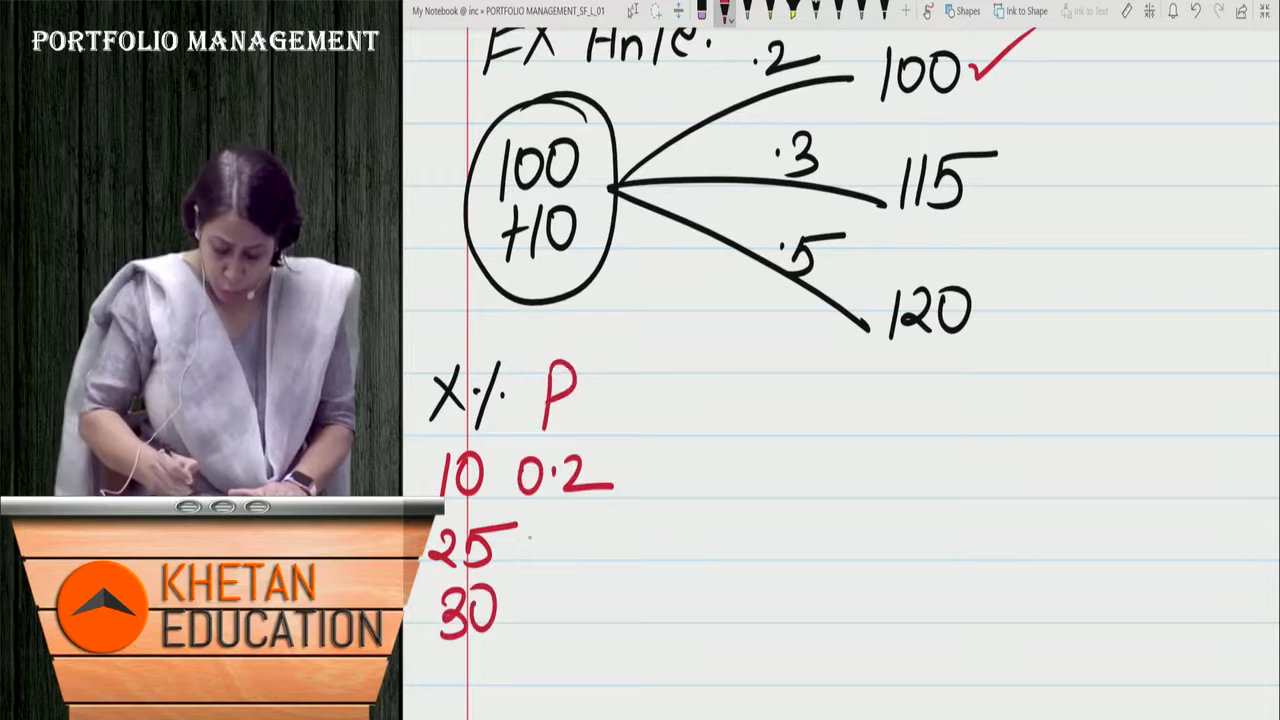 My Notebook @ inc » PORTFOLIO MANAGEMENT_SF_L_01
Shapes
Ink to Shape
Ink to Text
PORTFOLIO MANAGEMENT
.2
100
100
+10
.3
115
.5
120
X% P
10 0.2
25
30
KHETAN
EDUCATION